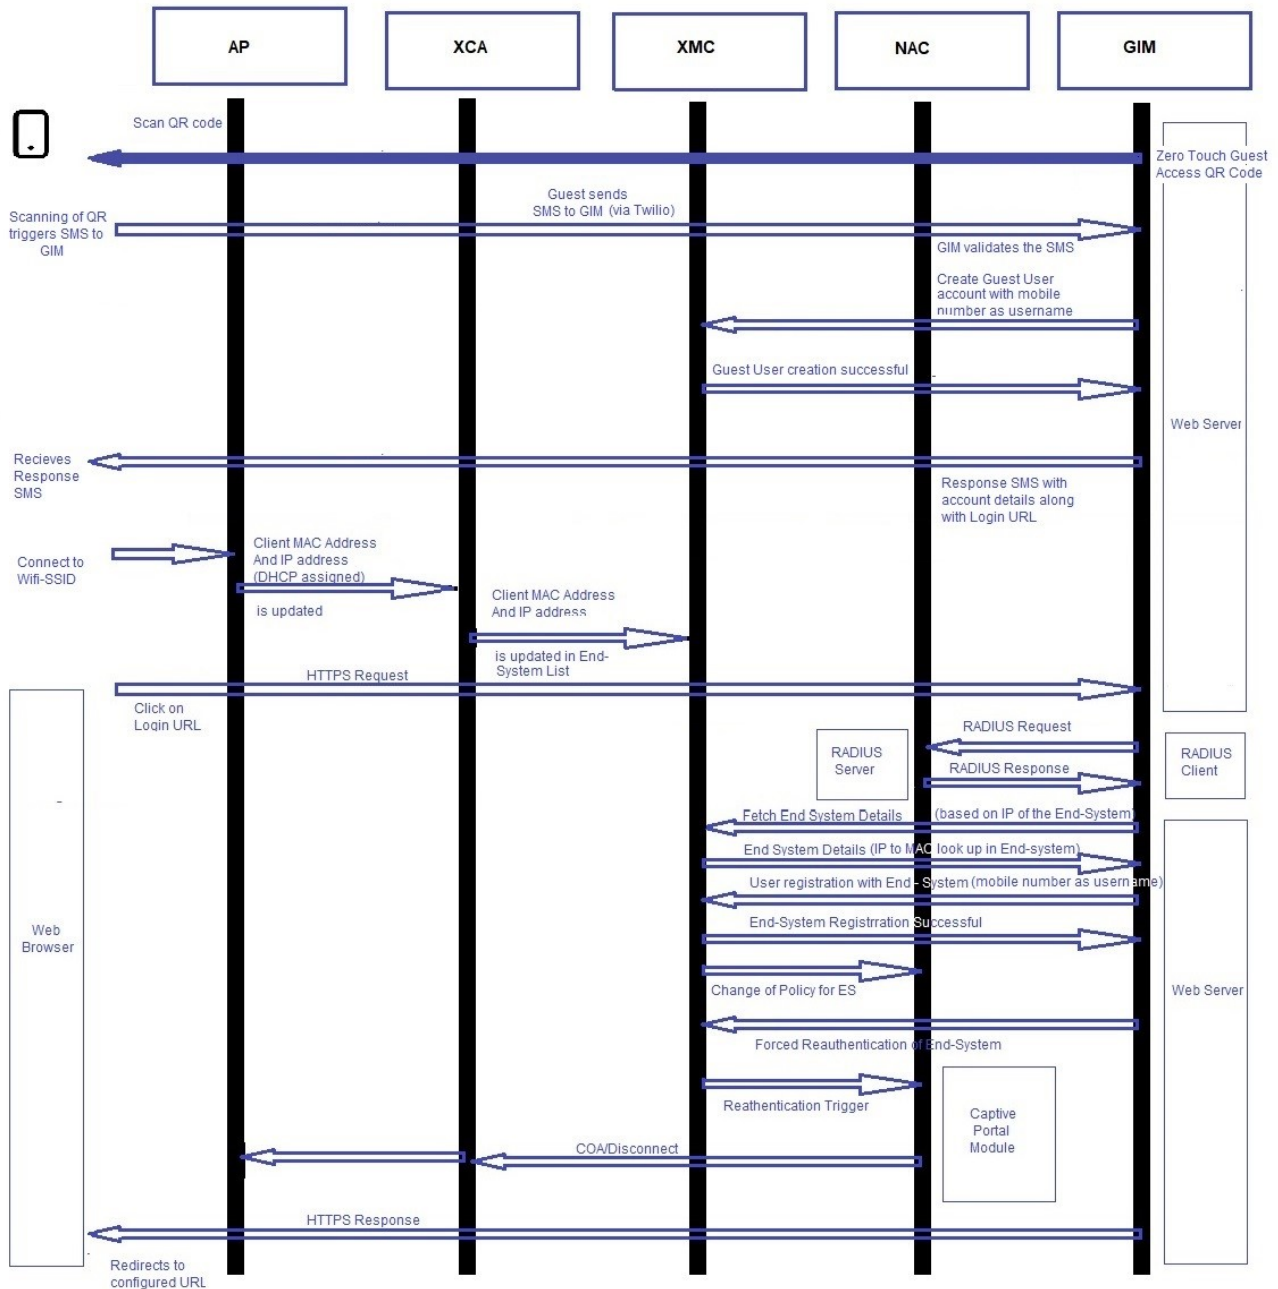 AP
XCA
XMC
NAC
GIM
Scan QR code
Zero Touch Guest
Access QR Code
Guest sends
SMS to GIM (via Twilio)
Scanning of QR
triggers SMS to
GIM
GIM validates the SMS
Create Guest User
account with mobile
number as username
Guest User creation successful
Web Server
Recieves
Response
SMS
Response SMS with
account details along
with Login URL
Connect to
Wifi-SSID
Client MAC Address
And IP address
(DHCP assigned)
is updated
Client MAC Address
And IP address
is updated in End-
System List
HTTPS Request
Click on
Login URL
RADIUS Request
RADIUS
Server
RADIUS Response
RADIUS
Client
Fetch End System Details (based on IP of the End-System)
End System Details (IP to MAC look up in End-system)
User registration with End - System (mobile number as username)
End-System Registrration Successful
Web
Browser
Change of Policy for ES
Web Server
Forced Reauthentication of End-System
Reathentication Trigger
Captive
Portal
Module
COA/Disconnect
HTTPS Response
Redirects to
configured URL